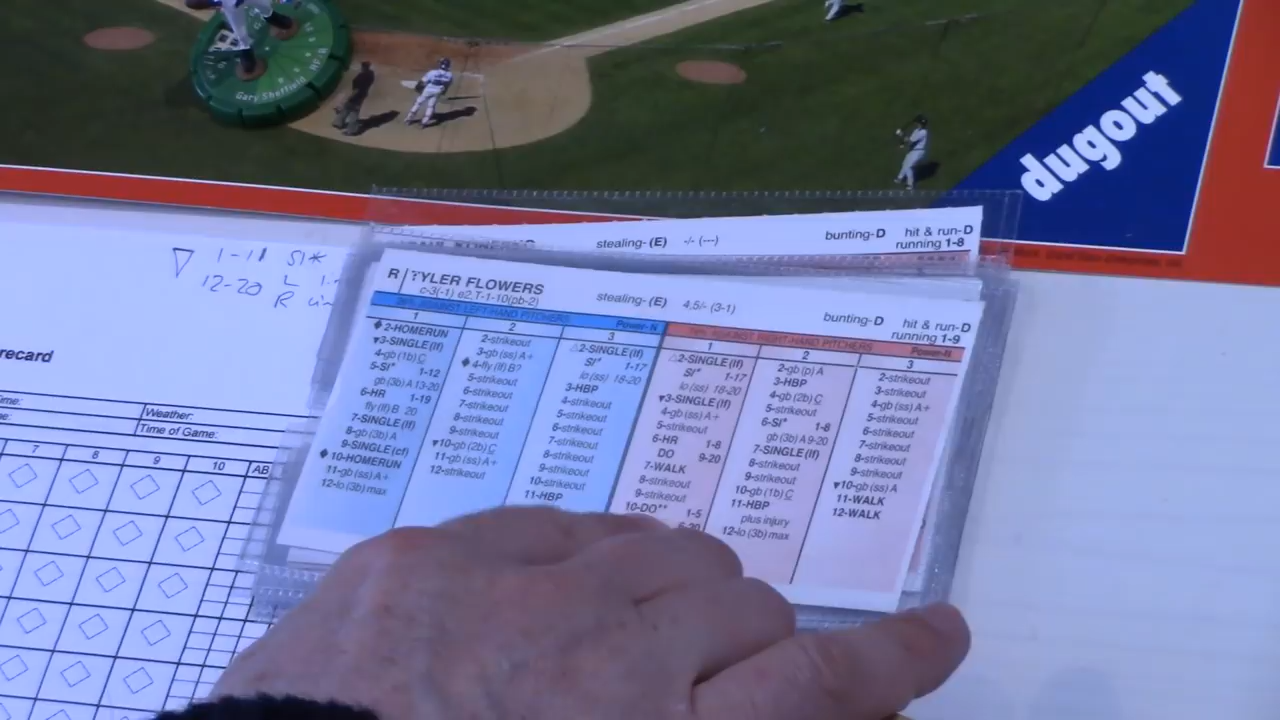 Gary Sheffield
dugout
stealing- (E) -/- (---) bunting-D hit & run-D
running 1-8
1-11 SI*
12-20 L
R
R TYLER FLOWERS
c-3(-1) e2,T-1-10(pb-2)
stealing- (E) 4,5/- (3-1) bunting-D hit & run-D
running 1-9
AGAINST LEFT-HAND PITCHERS Power-N
1
♦2-HOMERUN
▾3-SINGLE(lf)
4-gb (1b) C
5-SI* 1-12
gb (3b) A 13-20
6-HR 1-19
fly (lf) B 20
7-SINGLE(lf)
8-gb (3b) A
9-SINGLE(cf)
♦10-HOMERUN
11-gb (ss) A+
12-lo (3b) max
2
2-strikeout
3-gb (ss) A+
♦4-fly (lf) B?
5-strikeout
6-strikeout
7-strikeout
8-strikeout
9-strikeout
▾10-gb (2b) C
11-gb (ss) A+
12-strikeout
3
△2-SINGLE(lf)
SI* 1-17
lo (ss) 18-20
3-HBP
4-strikeout
5-strikeout
6-strikeout
7-strikeout
8-strikeout
9-strikeout
10-strikeout
11-HBP
AGAINST RIGHT-HAND PITCHERS Power-N
1
△2-SINGLE(lf)
SI* 1-17
lo (ss) 18-20
▾3-SINGLE(lf)
4-gb (ss) A+
5-strikeout
6-HR 1-8
DO 9-20
7-WALK
8-strikeout
9-strikeout
10-DO** 1-5
6-20
2
2-gb (p) A
3-HBP
4-gb (2b) C
5-strikeout
6-SI* 1-8
gb (3b) A 9-20
7-SINGLE(lf)
8-strikeout
9-strikeout
10-gb (1b) C
11-HBP
plus injury
12-lo (3b) max
3
2-strikeout
3-strikeout
4-gb (ss) A+
5-strikeout
6-strikeout
7-strikeout
8-strikeout
9-strikeout
▾10-gb (ss) A
11-WALK
12-WALK
recard
Weather:
Time of Game:
7 8 9 10 AB